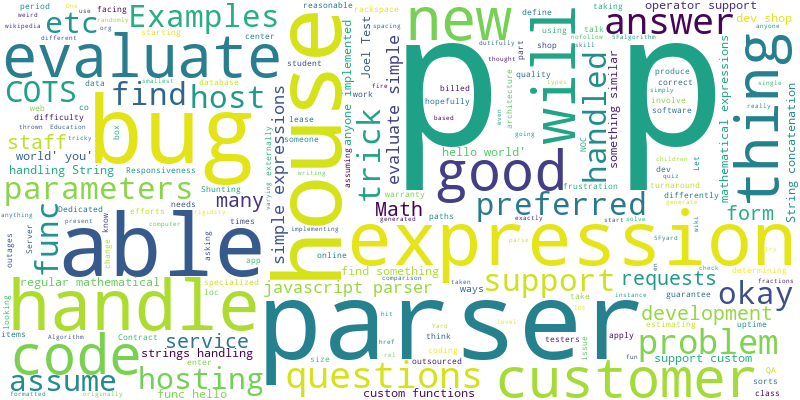 etc
Examples
new
will
answer
operator support
evaluate
house
p
p
thing
dev shop
COTS
find
host
bug
staff
difficulty
world' you'
handling String
parameters
many
func
able
trick
evaluate simple
simple expressions
anyone implemented
Joel Test
hello world'
good
handled
something similar
mathematical expressions
String concatenation
preferred
Math
form
expression
support
requests
okay
find something
javascript parser
regular mathematical
handle
parser
development
problem
support custom
code
service
strings handling
hosting
assume
func hello
questions
customer
custom functions
period
weird
wikipedia
use
facing
org
different
randomly
starting
center
data
database
smallest
web
co
box
thrown
Education
tricky
Responsiveness
Shunting
varying externally
rigidity
reasonable
rackspace
student
work
fire
lease
someone
assuming
writing
implementing
nofollow
spacing
dutifully
thought
part
billed
hopefully
based
define
shop
quality
architecture
even
going
using
talk
skill
SFalgorithm
types
NOC
taking
produce
correct
simply
involve
software
anyone
single
really
children
dev
quiz
Let
frustration
turnaround
differently
generate
wiki
warranty
generated
paths
exactly
start
solve
SFyard
parse
en
check
try
determining
fractions
anything
Dedicated
present
needs
efforts
times
Server
outages
computer
change
know
asking
app
online
comparison
taken
ways
specialized
loc
looking
items
Algorithm
Contract
enter
hit
href
Yard
level
take
los
instance
guarantee
estimating
uptime
size
ral
think
coding
outsourced
testers
issue
apply
fun
QA
sorts
class
formatted
originally